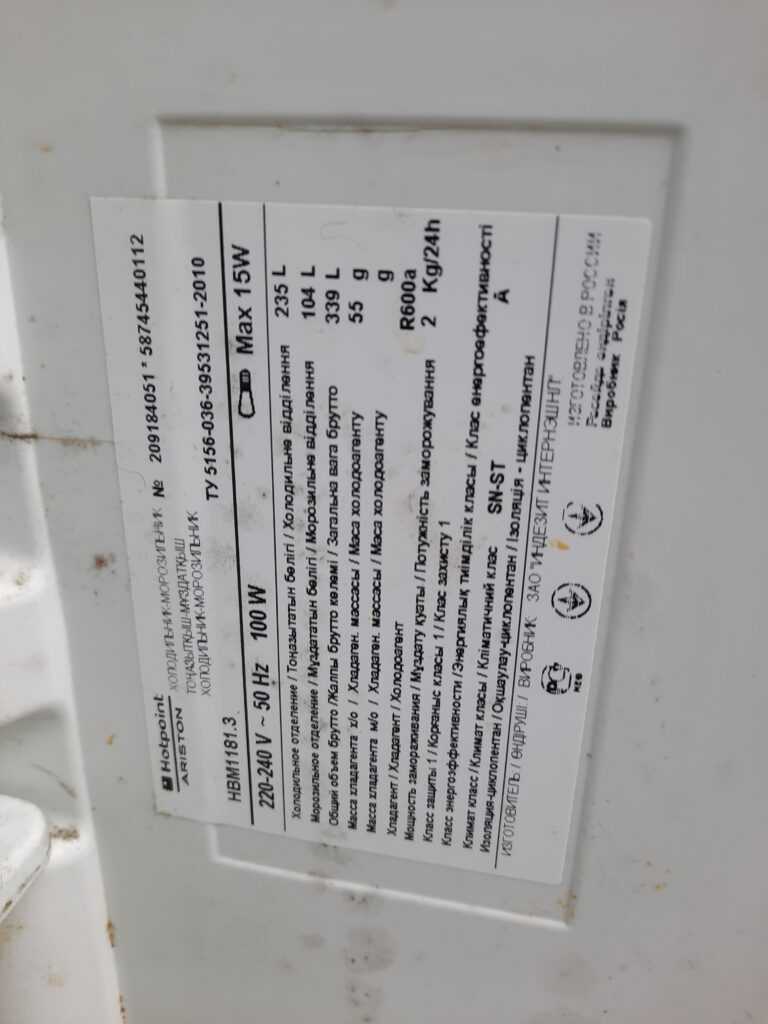 Hotpoint
ARISTON
ХОЛОДИЛЬНИК-МОРОЗИЛЬНИК № 209184051 * 58745440112
ТОҢАЗЫТҚЫШ-МҰЗДАТҚЫШ
ХОЛОДИЛЬНИК-МОРОЗИЛЬНИК ТУ 5156-036-39531251-2010
HBM1181.3
220-240 V ~ 50 Hz 100 W Max 15W
Холодильное отделение / Тоңазытатын бөлігі / Холодильне відділення 235 L
Морозильное отделение / Мұздататын бөлігі / Морозильне відділення 104 L
Общий объем брутто /Жалпы брутто көлемі / Загальна вага брутто 339 L
Масса хладагента х/о / Хладаген. массасы / Маса холодоагенту 55 g
Масса хладагента м/о / Хладаген. массасы / Маса холодоагенту g
Хладагент / Хладагент / Холодоагент R600a
Мощность замораживания / Мұздату қуаты / Потужність заморожування 2 Kg/24h
Класс защиты 1 / Қорғаныс класы 1 / Клас захисту 1
Класс энергоэффективности /Энергиялық тиімділік класы / Клас енергоефективності A
Климат класс / Климат класы / Кліматичний клас SN-ST
Изоляция-циклопентан / Оқшаулау-циклопентан / Ізоляція - циклопентан
ИЗГОТОВИТЕЛЬ / ӨНДІРУШІ / ВИРОБНИК ЗАО "ИНДЕЗИТ ИНТЕРНЭШНЛ"
ИЗГОТОВЛЕНО В РОССИИ
Виробник Росія